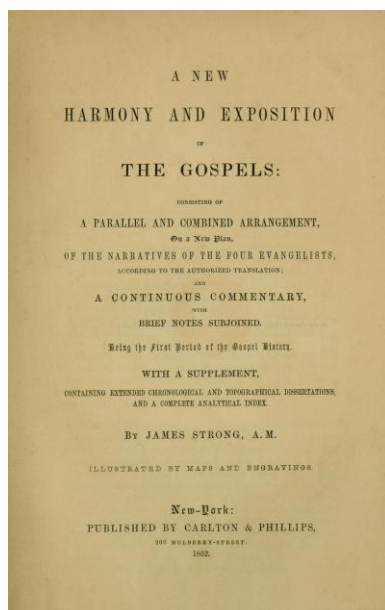 A NEW
HARMONY AND EXPOSITION
OF
THE GOSPELS:
CONSISTING OF
A PARALLEL AND COMBINED ARRANGEMENT,
On a New Plan,
OF THE NARRATIVES OF THE FOUR EVANGELISTS,
ACCORDING TO THE AUTHORIZED TRANSLATION;
AND
A CONTINUOUS COMMENTARY,
WITH
BRIEF NOTES SUBJOINED.
Being the First Period of the Gospel History.
WITH A SUPPLEMENT,
CONTAINING EXTENDED CHRONOLOGICAL AND TOPOGRAPHICAL DISSERTATIONS,
AND A COMPLETE ANALYTICAL INDEX.
BY JAMES STRONG, A.M.
ILLUSTRATED BY MAPS AND ENGRAVINGS.
New-York:
PUBLISHED BY CARLTON & PHILLIPS,
200 MULBERRY-STREET.
1852.